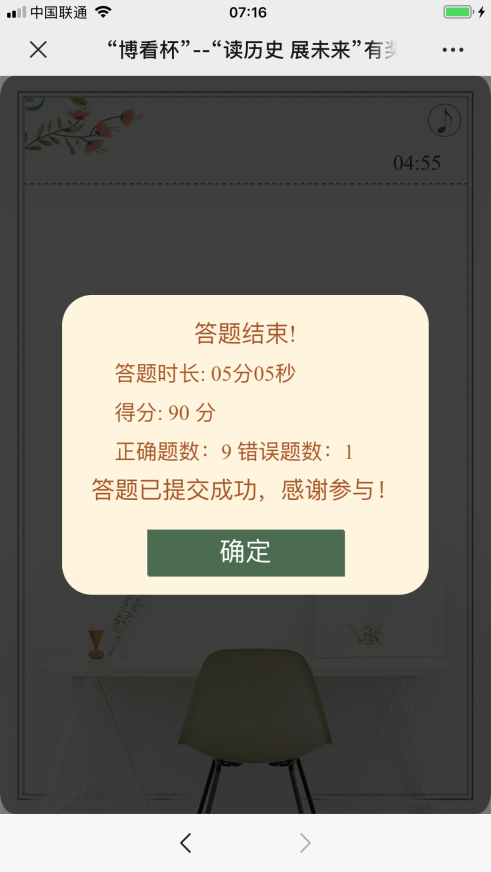 中国联通
07:16
“博看杯”--“读历史 展未来”有奖
04:55
答题结束!
答题时长: 05分05秒
得分: 90 分
正确题数：9 错误题数：1
答题已提交成功，感谢参与！
确定